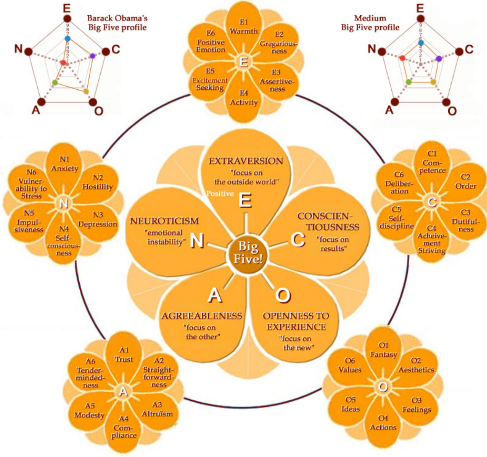 Barack Obama's
Big Five profile
E
N
C
A
O
Medium
Big Five profile
E
N
C
A
O
E1
Warmth
E6
Positive
Emotion
E2
Gregarious-
ness
E
E5
Excitement
Seeking
E3
Assertive-
ness
E4
Activity
N1
Anxiety
N6
Vulner-
ability to
Stress
N2
Hostility
N
N5
Impul-
siveness
N3
Depression
N4
Self
conscious-
ness
EXTRAVERSION
"focus on
the outside world"
Positive
E
NEUROTICISM
"emotional
instability"
N
CONSCIEN-
TIOUSNESS
"focus on
results"
C
Big
Five!
A
AGREEABLENESS
"focus on
the other"
O
OPENNESS TO
EXPERIENCE
"focus on
the new"
C1
Com-
petence
C6
Deliber-
ation
C2
Order
C
C5
Self-
discipline
C3
Dutiful-
ness
C4
Acheive-
ment
Striving
A1
Trust
A6
Tender-
minded-
ness
A2
Straight-
forward-
ness
A
A5
Modesty
A3
Altruism
A4
Com-
pliance
O1
Fantasy
O6
Values
O2
Aesthetics
O
O5
Ideas
O3
Feelings
O4
Actions